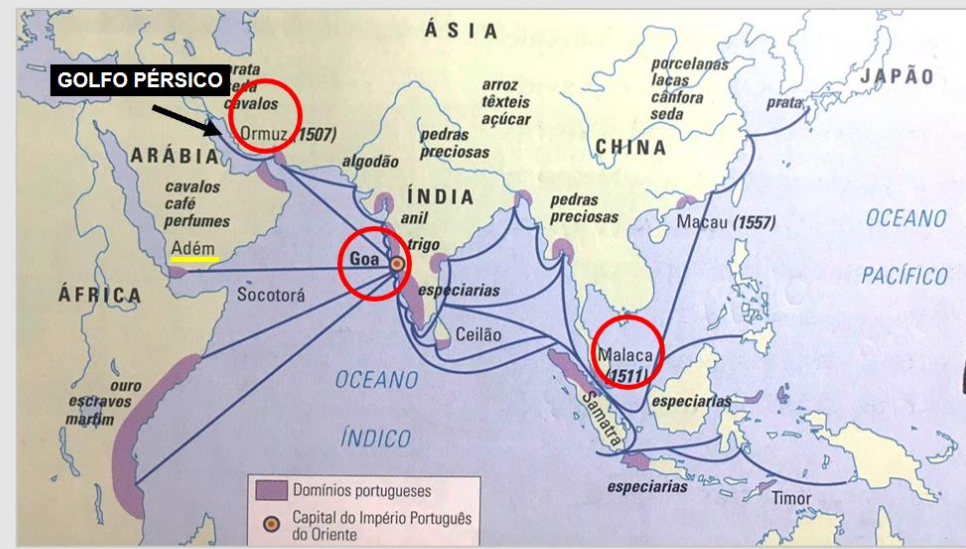 ÁSIA
GOLFO PÉRSICO
prata
seda
cavalos
Ormuz (1507)
ARÁBIA
cavalos
café
perfumes
Adém
ÁFRICA
Socotorá
ouro
escravos
marfim
algodão
pedras
preciosas
arroz
têxteis
açúcar
ÍNDIA
anil
trigo
Goa
especiarias
Ceilão
OCEANO
ÍNDICO
porcelanas
lacas
cânfora
seda
CHINA
JAPÃO
prata
pedras
preciosas
Macau (1557)
OCEANO
PACÍFICO
Malaca
(1511)
Samatra
especiarias
especiarias
Timor
Domínios portugueses
Capital do Império Português
do Oriente